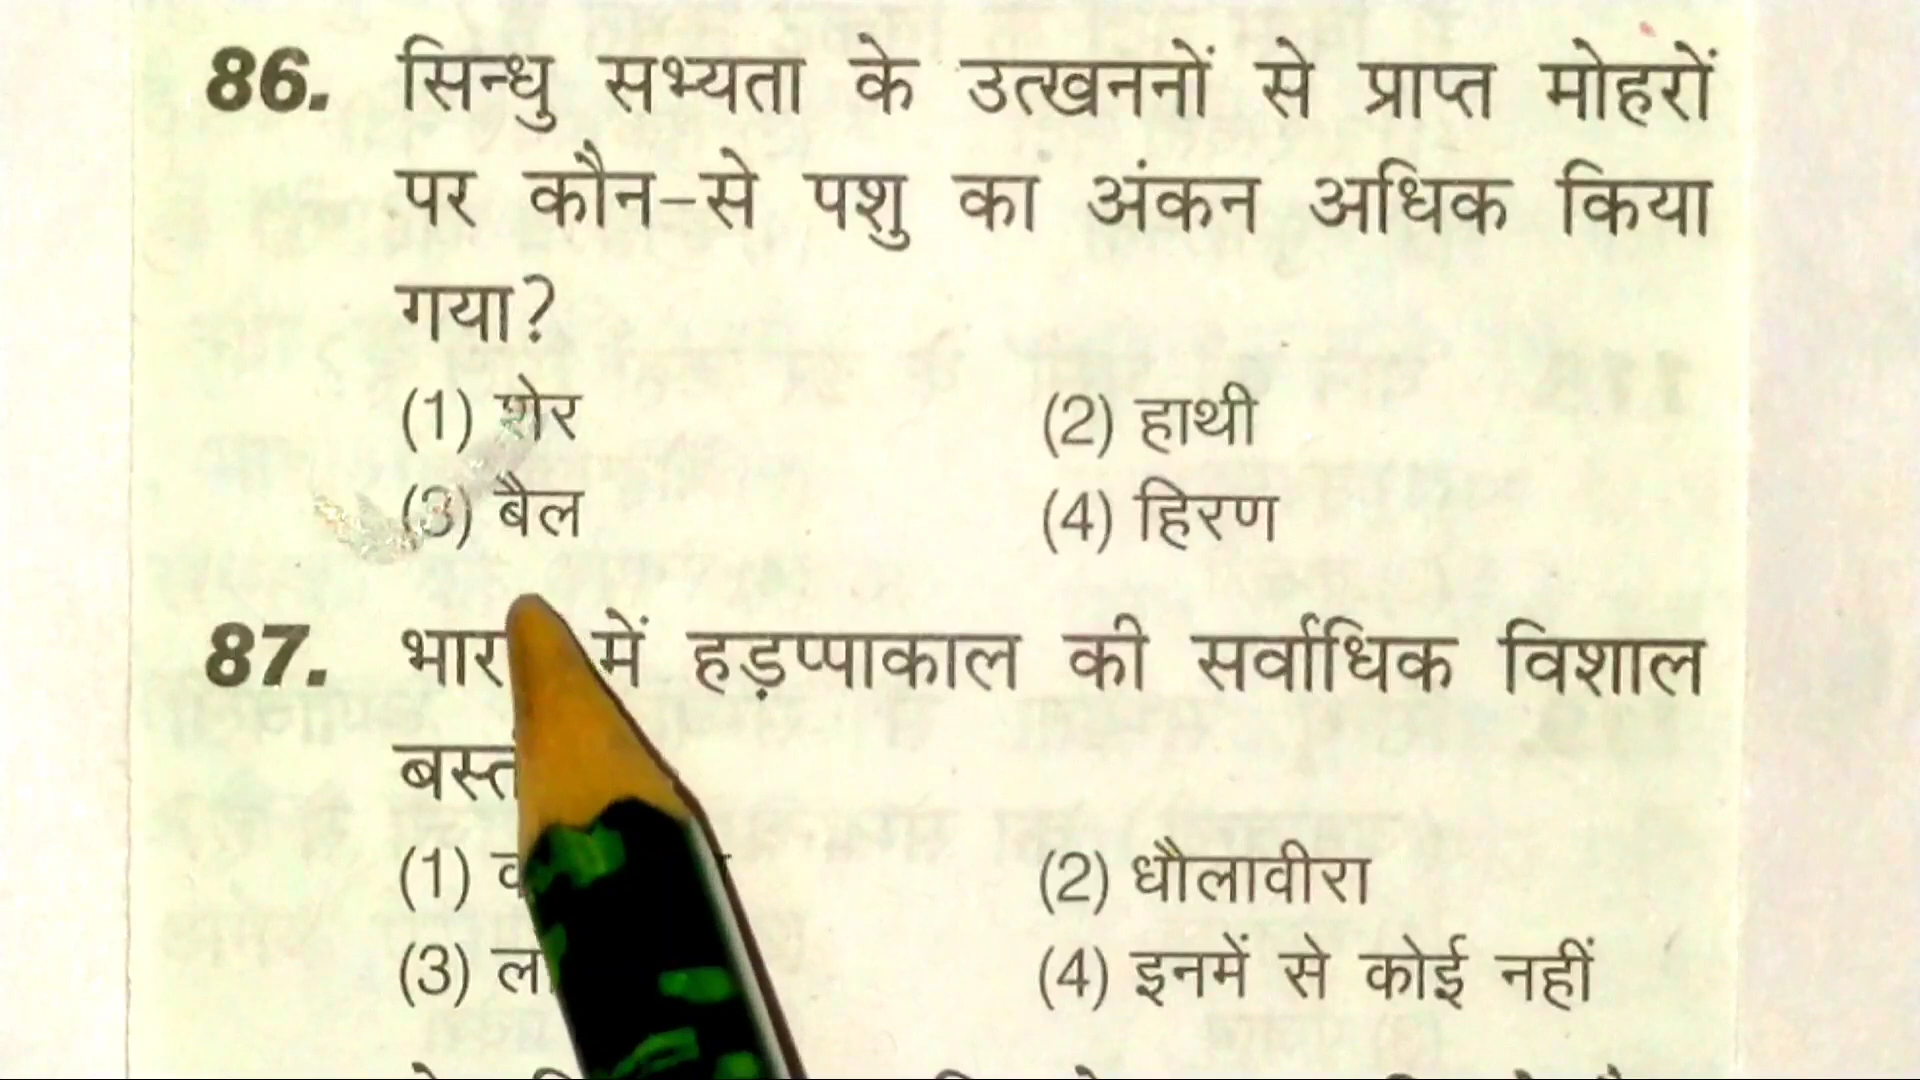 86. सिन्धु सभ्यता के उत्खननों से प्राप्त मोहरों
पर कौन-से पशु का अंकन अधिक किया
गया?
(1) शेर (2) हाथी
(3) बैल (4) हिरण
87. में हड़प्पाकाल की सर्वाधिक विशाल
(1) (2) धौलावीरा
(3) (4) इनमें से कोई नहीं